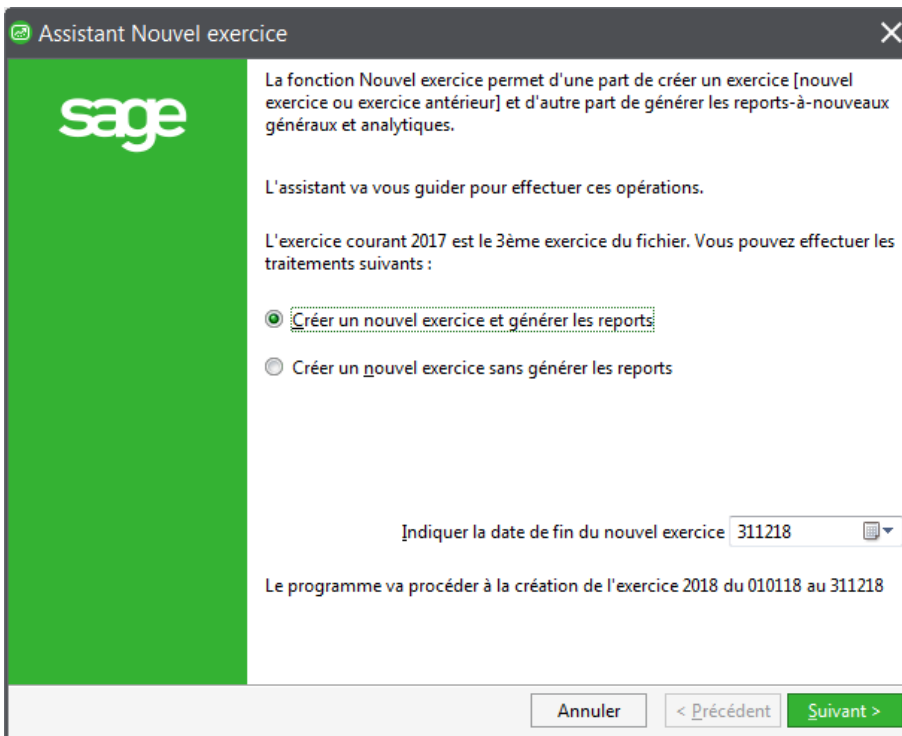 Assistant Nouvel exercice
sage
La fonction Nouvel exercice permet d'une part de créer un exercice [nouvel
exercice ou exercice antérieur] et d'autre part de générer les reports-à-nouveaux
généraux et analytiques.
L'assistant va vous guider pour effectuer ces opérations.
L'exercice courant 2017 est le 3ème exercice du fichier. Vous pouvez effectuer les
traitements suivants :
Créer un nouvel exercice et générer les reports
Créer un nouvel exercice sans générer les reports
Indiquer la date de fin du nouvel exercice 311218
Le programme va procéder à la création de l'exercice 2018 du 010118 au 311218
Annuler < Précédent Suivant >